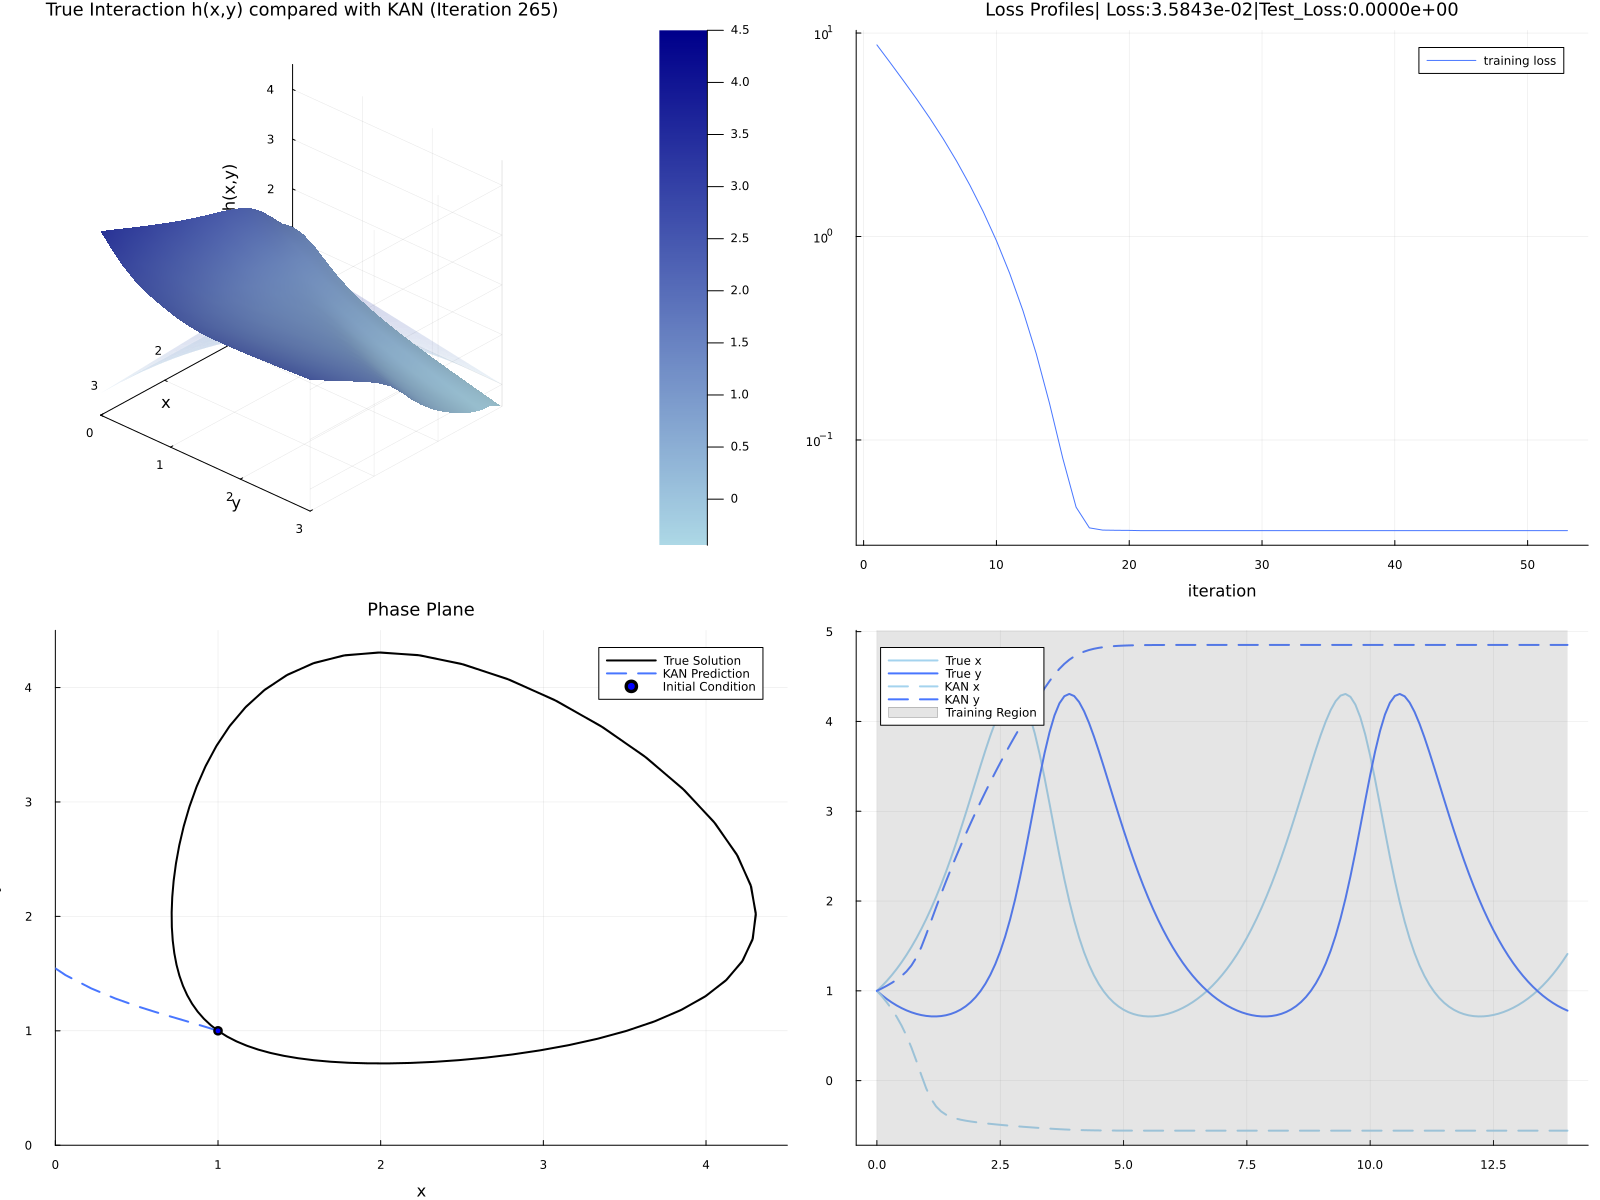 True Interaction h(x,y) compared with KAN (Iteration 265)
4
3
2
h(x,y)
2
3
x
0
1
2
y
3
4.5
4.0
3.5
3.0
2.5
2.0
1.5
1.0
0.5
0
Loss Profiles| Loss:3.5843e-02|Test_Loss:0.0000e+00
10^1
10^0
10^-1
training loss
0 10 20 30 40 50
iteration
Phase Plane
4
3
2
1
0
True Solution
KAN Prediction
Initial Condition
0 1 2 3 4
x
5
4
3
2
1
0
True x
True y
KAN x
KAN y
Training Region
0.0 2.5 5.0 7.5 10.0 12.5